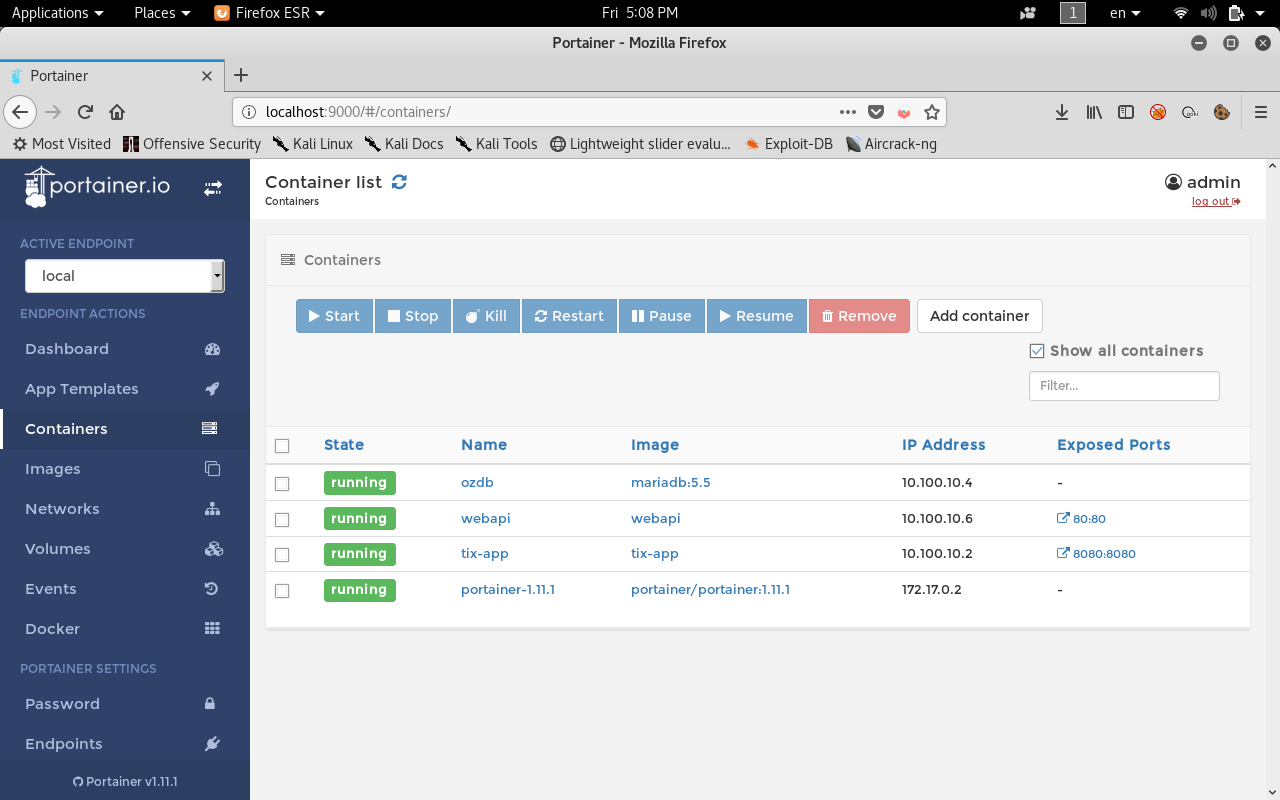 Applications Places Firefox ESR Fri 5:08 PM 1 en
Portainer - Mozilla Firefox
Portainer
localhost:9000/#/containers/
Most Visited Offensive Security Kali Linux Kali Docs Kali Tools Lightweight slider evalu... Exploit-DB Aircrack-ng
portainer.io
ACTIVE ENDPOINT
local
ENDPOINT ACTIONS
Dashboard
App Templates
Containers
Images
Networks
Volumes
Events
Docker
PORTAINER SETTINGS
Password
Endpoints
Portainer v1.11.1
Container list
Containers
admin
log out
Containers
Start Stop Kill Restart Pause Resume Remove Add container
Show all containers
Filter...
State Name Image IP Address Exposed Ports
running ozdb mariadb:5.5 10.100.10.4 -
running webapi webapi 10.100.10.6 80:80
running tix-app tix-app 10.100.10.2 8080:8080
running portainer-1.11.1 portainer/portainer:1.11.1 172.17.0.2 -